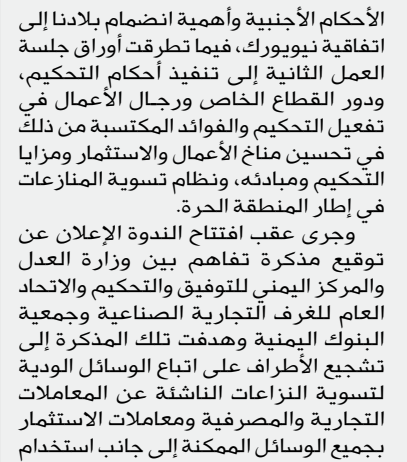 الأحكام الأجنبية وأهمية انضمام بلادنا إلى
اتفاقية نيويورك، فيما تطرقت أوراق جلسة
العمل الثانية إلى تنفيذ أحكام التحكيم،
ودور القطاع الخاص ورجال الأعمال في
تفعيل التحكيم والفوائد المكتسبة من ذلك
في تحسين مناخ الأعمال والاستثمار ومزايا
التحكيم ومبادئه، ونظام تسوية المنازعات
في إطار المنطقة الحرة.
وجرى عقب افتتاح الندوة الإعلان عن
توقيع مذكرة تفاهم بين وزارة العدل
والمركز اليمني للتوفيق والتحكيم والاتحاد
العام للغرف التجارية الصناعية وجمعية
البنوك اليمنية وهدفت تلك المذكرة إلى
تشجيع الأطراف على اتباع الوسائل الودية
لتسوية النزاعات الناشئة عن المعاملات
التجارية والمصرفية ومعاملات الاستثمار
بجميع الوسائل الممكنة إلى جانب استخدام